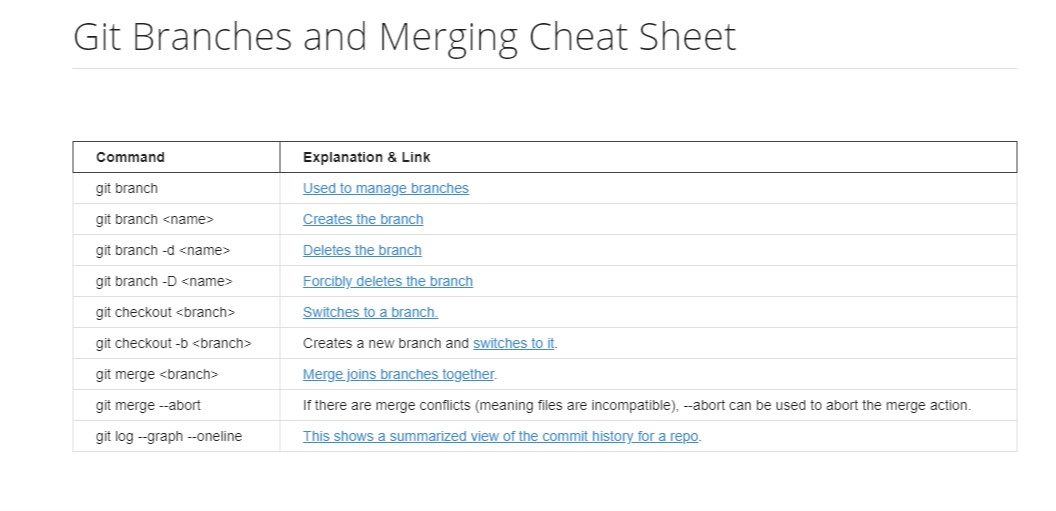 Git Branches and Merging Cheat Sheet
Command Explanation & Link
git branch Used to manage branches
git branch <name> Creates the branch
git branch -d <name> Deletes the branch
git branch -D <name> Forcibly deletes the branch
git checkout <branch> Switches to a branch.
git checkout -b <branch> Creates a new branch and switches to it.
git merge <branch> Merge joins branches together.
git merge --abort If there are merge conflicts (meaning files are incompatible), --abort can be used to abort the merge action.
git log --graph --oneline This shows a summarized view of the commit history for a repo.